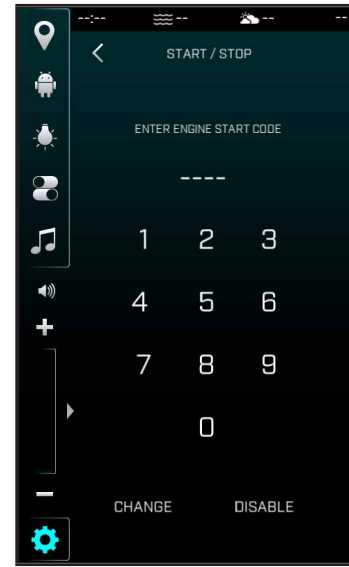 --:-- -- -- --
START / STOP
ENTER ENGINE START CODE
----
1 2 3
4 5 6
7 8 9
0
CHANGE DISABLE